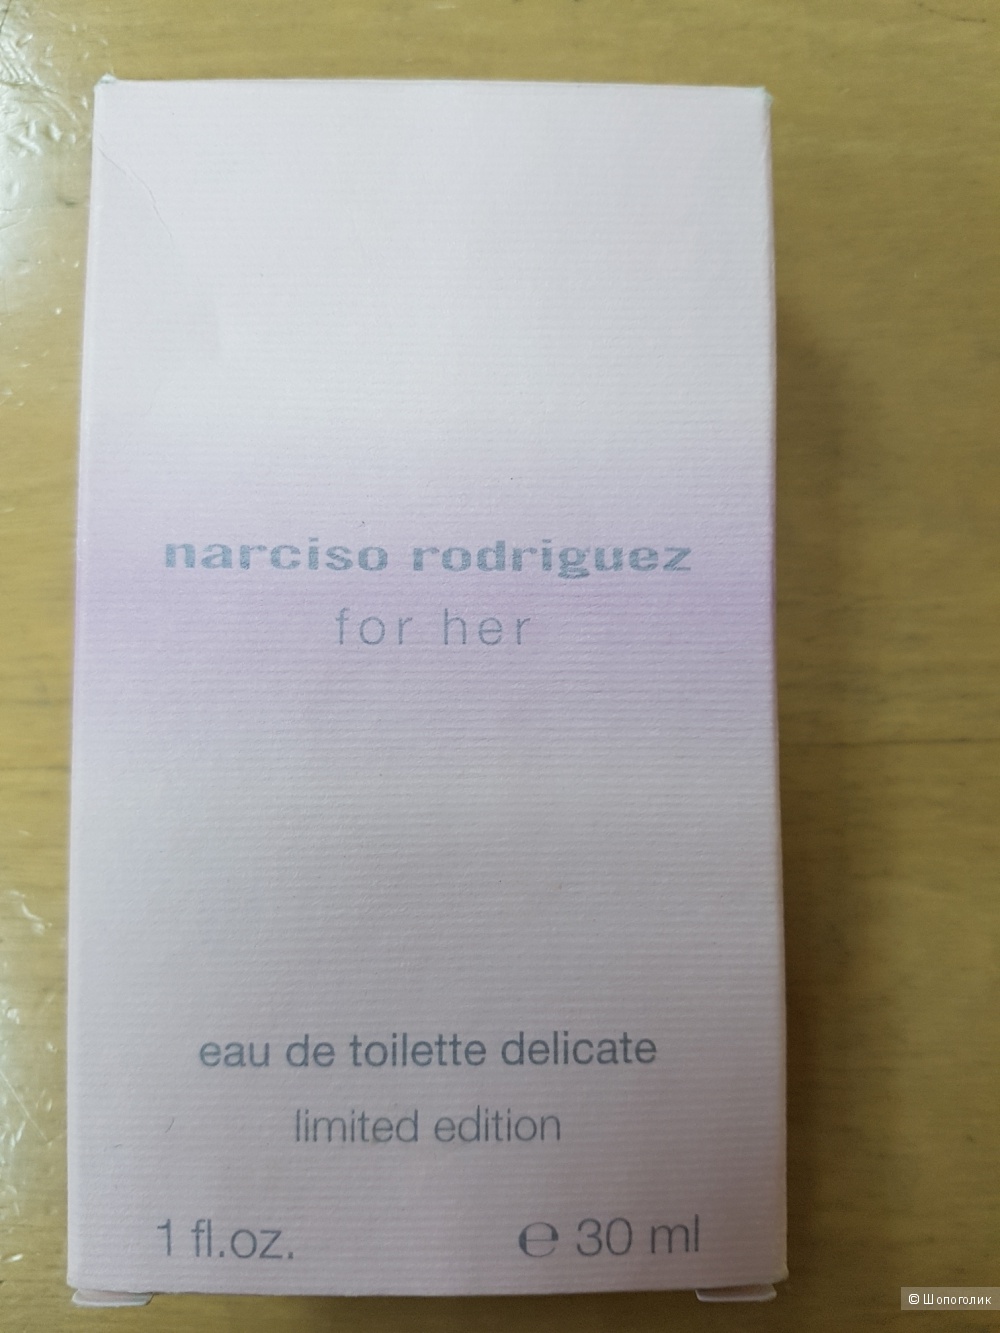 narciso rodriguez
for her
eau de toilette delicate
limited edition
1 fl.oz. ℮ 30 ml
© Шопоголик